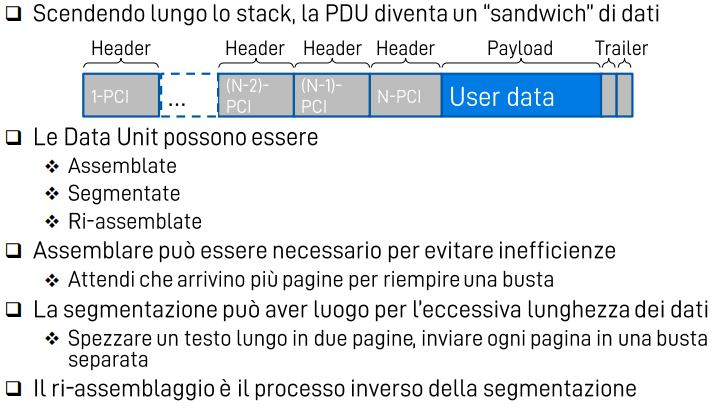 Scendendo lungo lo stack, la PDU diventa un “sandwich” di dati
Header Header Header Header Payload Trailer
1-PCI ... (N-2)-PCI (N-1)-PCI N-PCI User data
Le Data Unit possono essere
Assemblate
Segmentate
Ri-assemblate
Assemblare può essere necessario per evitare inefficienze
Attendi che arrivino più pagine per riempire una busta
La segmentazione può aver luogo per l’eccessiva lunghezza dei dati
Spezzare un testo lungo in due pagine, inviare ogni pagina in una busta
separata
Il ri-assemblaggio è il processo inverso della segmentazione